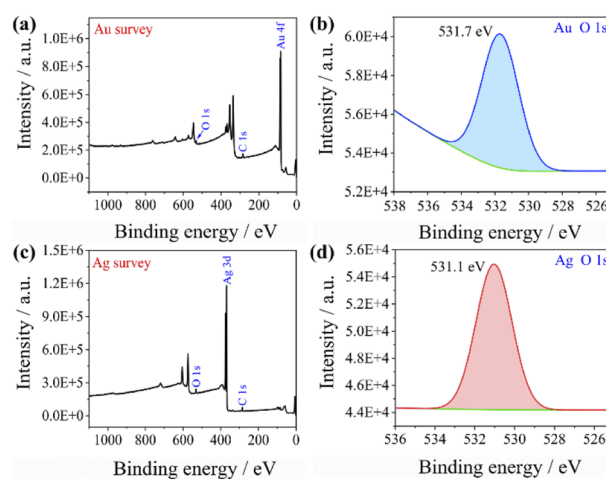 (a)
Au survey
Au 4f
O 1s
C 1s
1.0E+6
8.0E+5
6.0E+5
4.0E+5
2.0E+5
0.0E+0
1000 800 600 400 200 0
Intensity / a.u.
Binding energy / eV
(b)
531.7 eV
Au O 1s
6.0E+4
5.8E+4
5.6E+4
5.4E+4
5.2E+4
538 536 534 532 530 528 526
Intensity / a.u.
Binding energy / eV
(c)
Ag survey
Ag 3d
O 1s
C 1s
1.5E+6
1.2E+6
9.0E+5
6.0E+5
3.0E+5
0.0E+0
1000 800 600 400 200 0
Intensity / a.u.
Binding energy / eV
(d)
531.1 eV
Ag O 1s
5.6E+4
5.4E+4
5.2E+4
5.0E+4
4.8E+4
4.6E+4
4.4E+4
536 534 532 530 528 526
Intensity / a.u.
Binding energy / eV